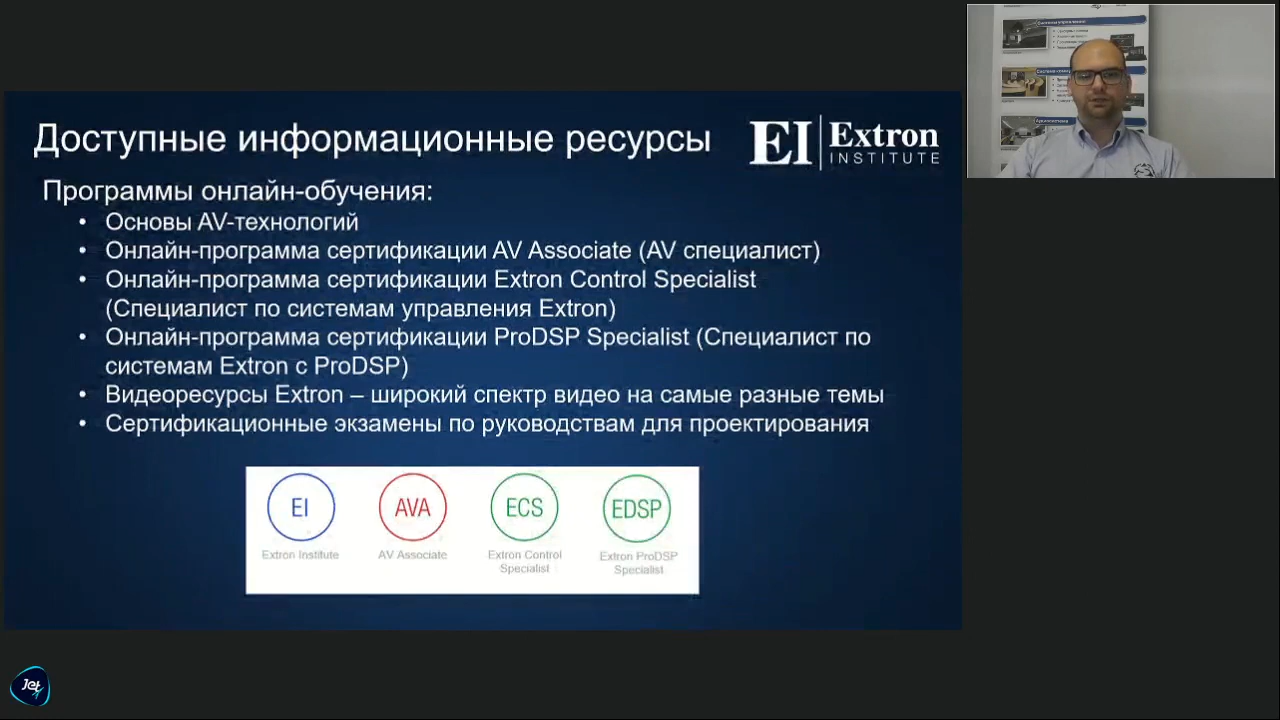 Доступные информационные ресурсы
EI Extron
INSTITUTE
Программы онлайн-обучения:
• Основы AV-технологий
• Онлайн-программа сертификации AV Associate (AV специалист)
• Онлайн-программа сертификации Extron Control Specialist
(Специалист по системам управления Extron)
• Онлайн-программа сертификации ProDSP Specialist (Специалист по
системам Extron с ProDSP)
• Видеоресурсы Extron – широкий спектр видео на самые разные темы
• Сертификационные экзамены по руководствам для проектирования
EI
AVA
ECS
EDSP
Extron Institute
AV Associate
Extron Control
Specialist
Extron ProDSP
Specialist
Jet